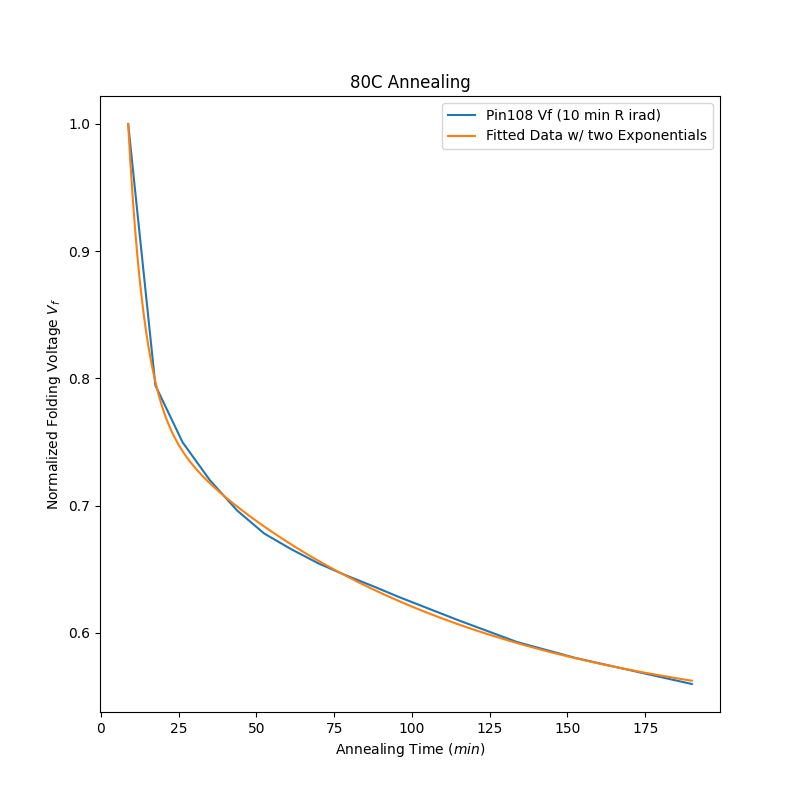 80C Annealing
Pin108 Vf (10 min R irad)
Fitted Data w/ two Exponentials
Normalized Folding Voltage V_f
1.0
0.9
0.8
0.7
0.6
0 25 50 75 100 125 150 175
Annealing Time (min)